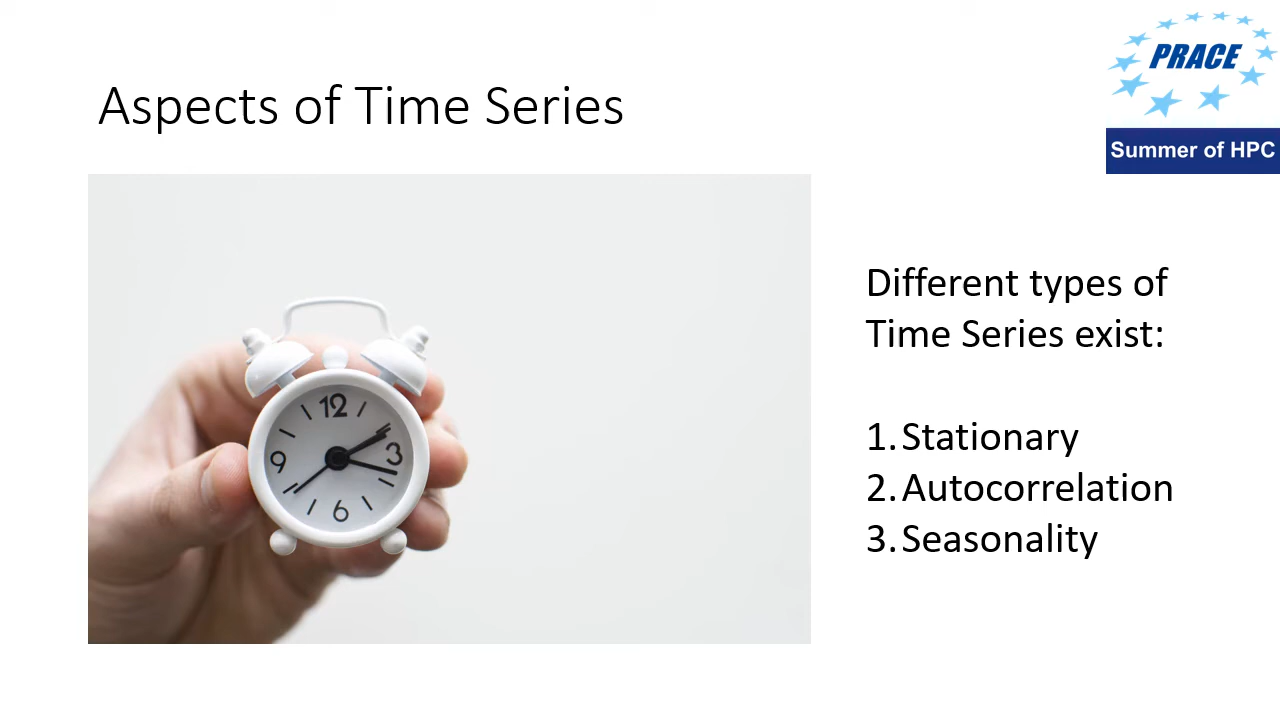 PRACE
Summer of HPC
Aspects of Time Series
12
3
6
9
Different types of
Time Series exist:
1. Stationary
2. Autocorrelation
3. Seasonality